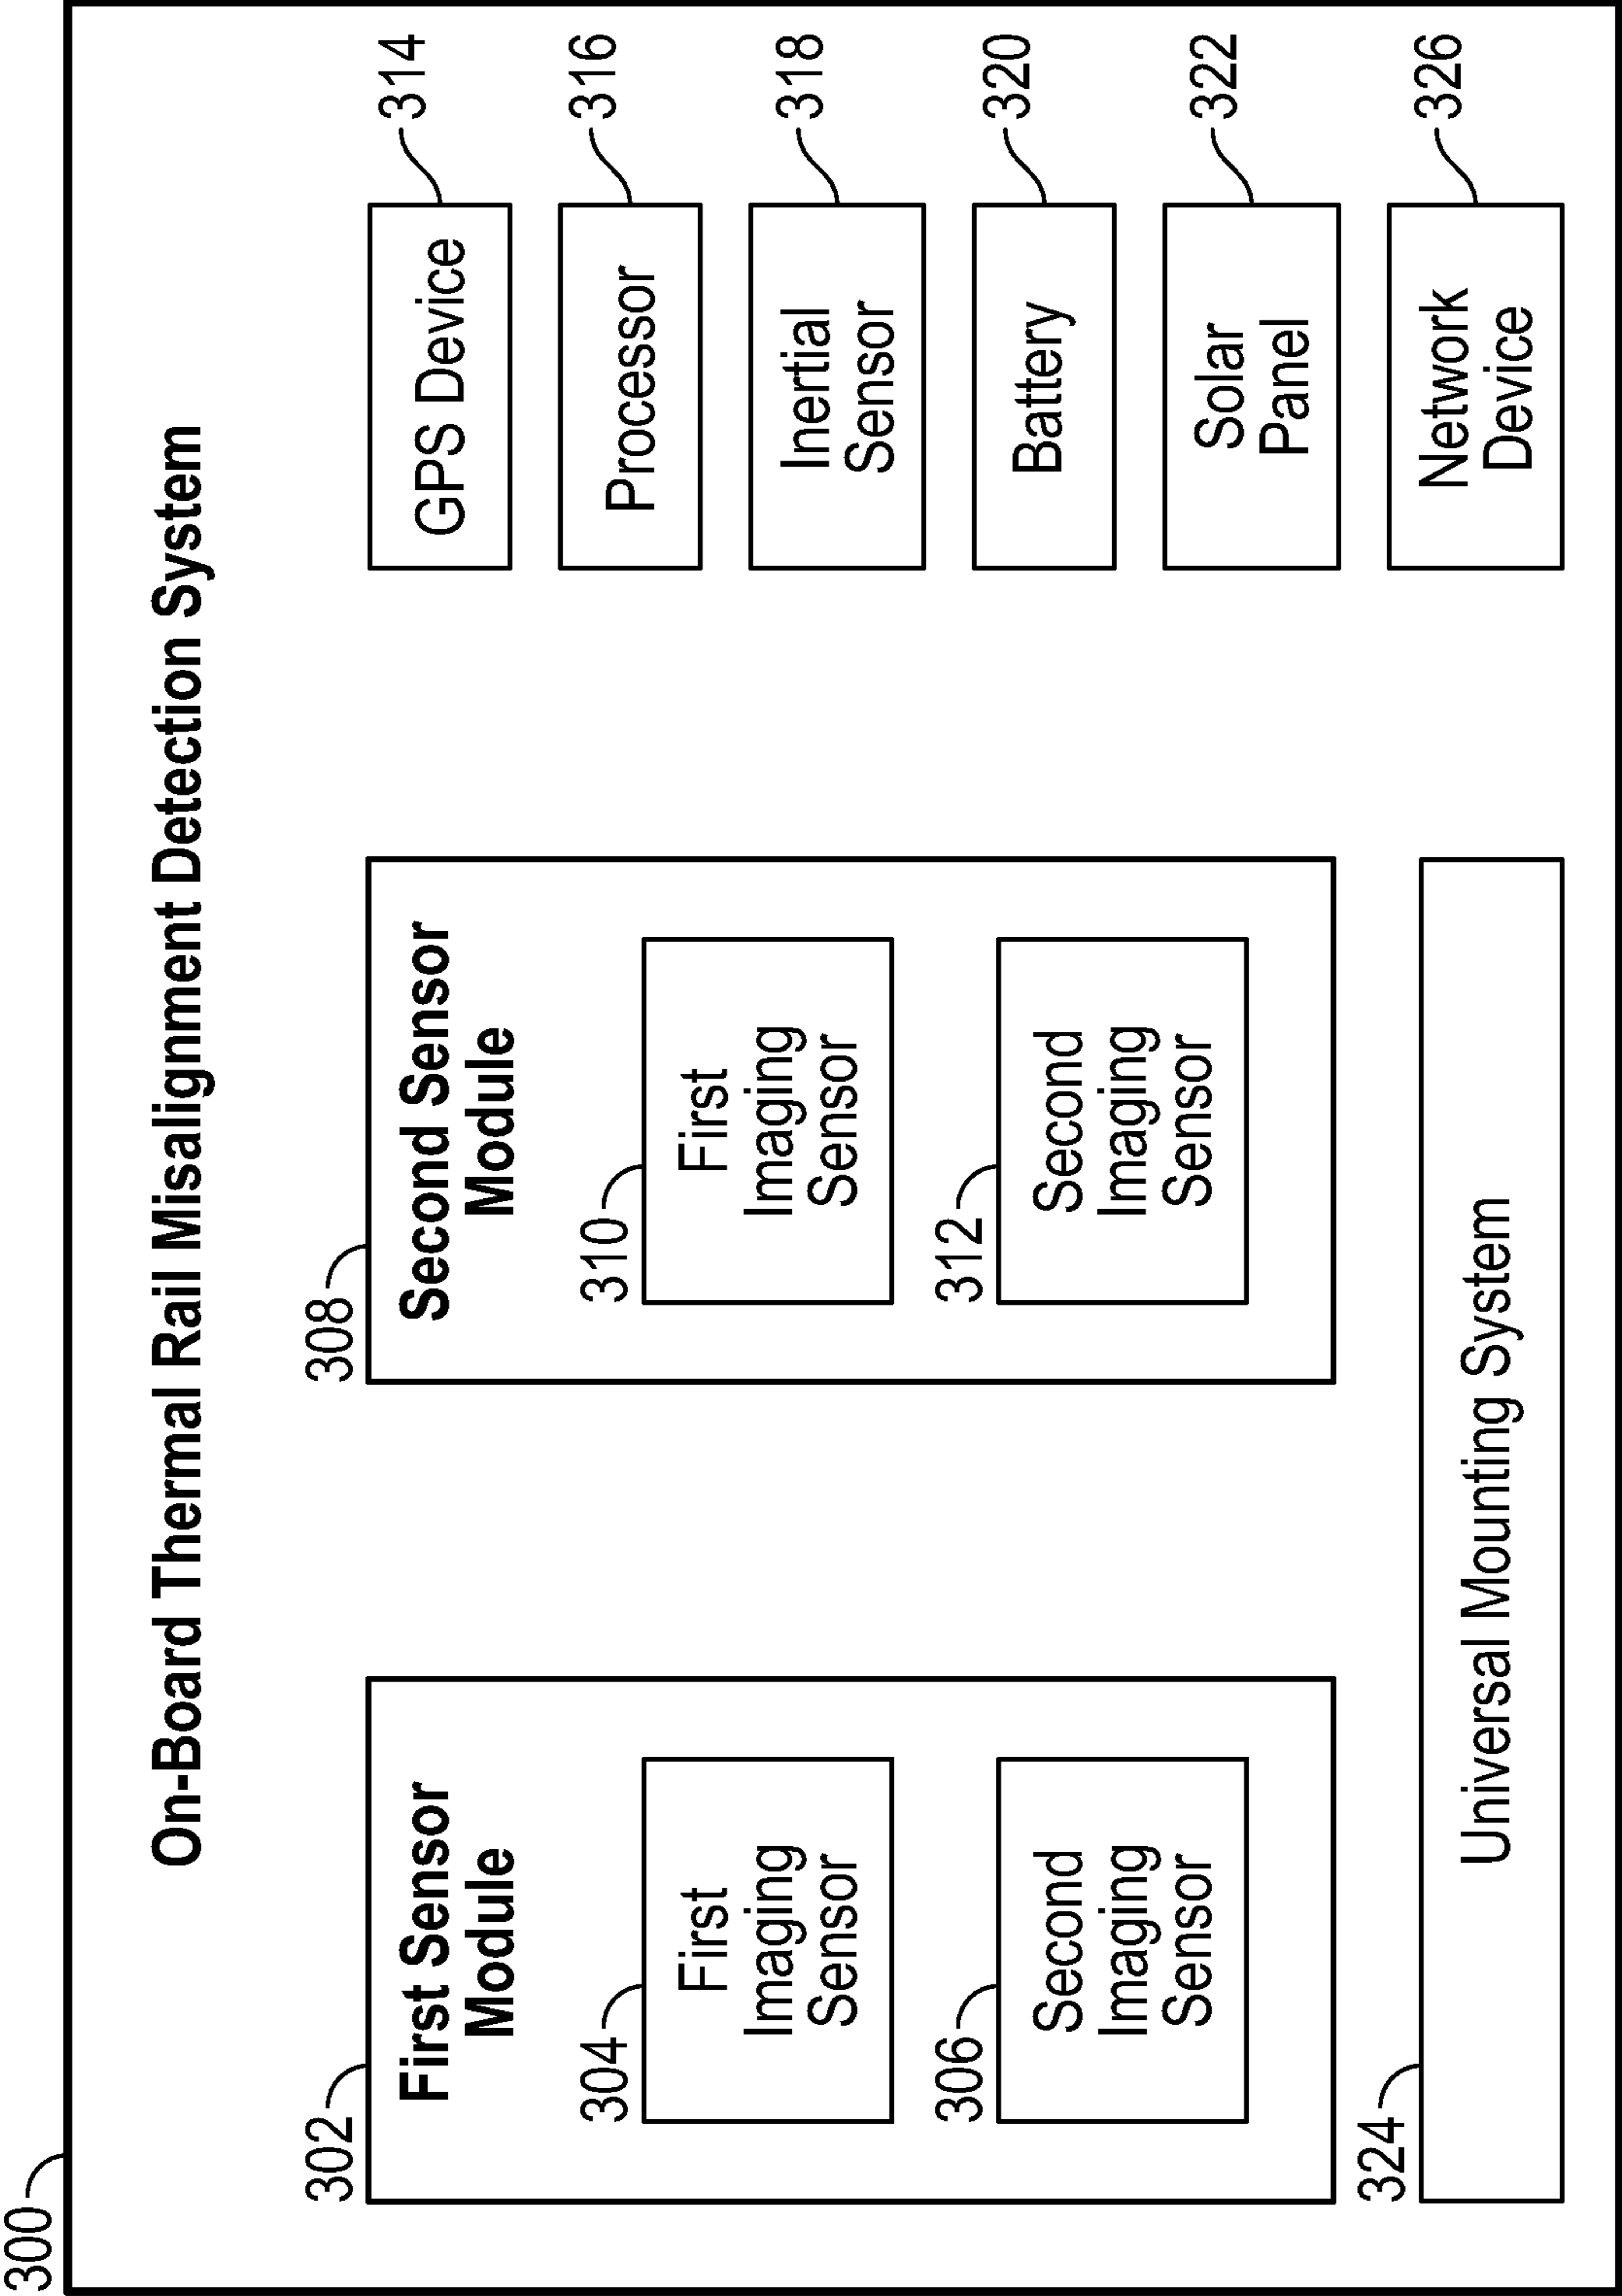 300
On-Board Thermal Rail Misalignment Detection System
302
First Sensor
Module
304
First
Imaging
Sensor
306
Second
Imaging
Sensor
308
Second Sensor
Module
310
First
Imaging
Sensor
312
Second
Imaging
Sensor
GPS Device
314
Processor
316
Inertial
Sensor
318
Battery
320
Solar
Panel
322
Network
Device
326
324
Universal Mounting System